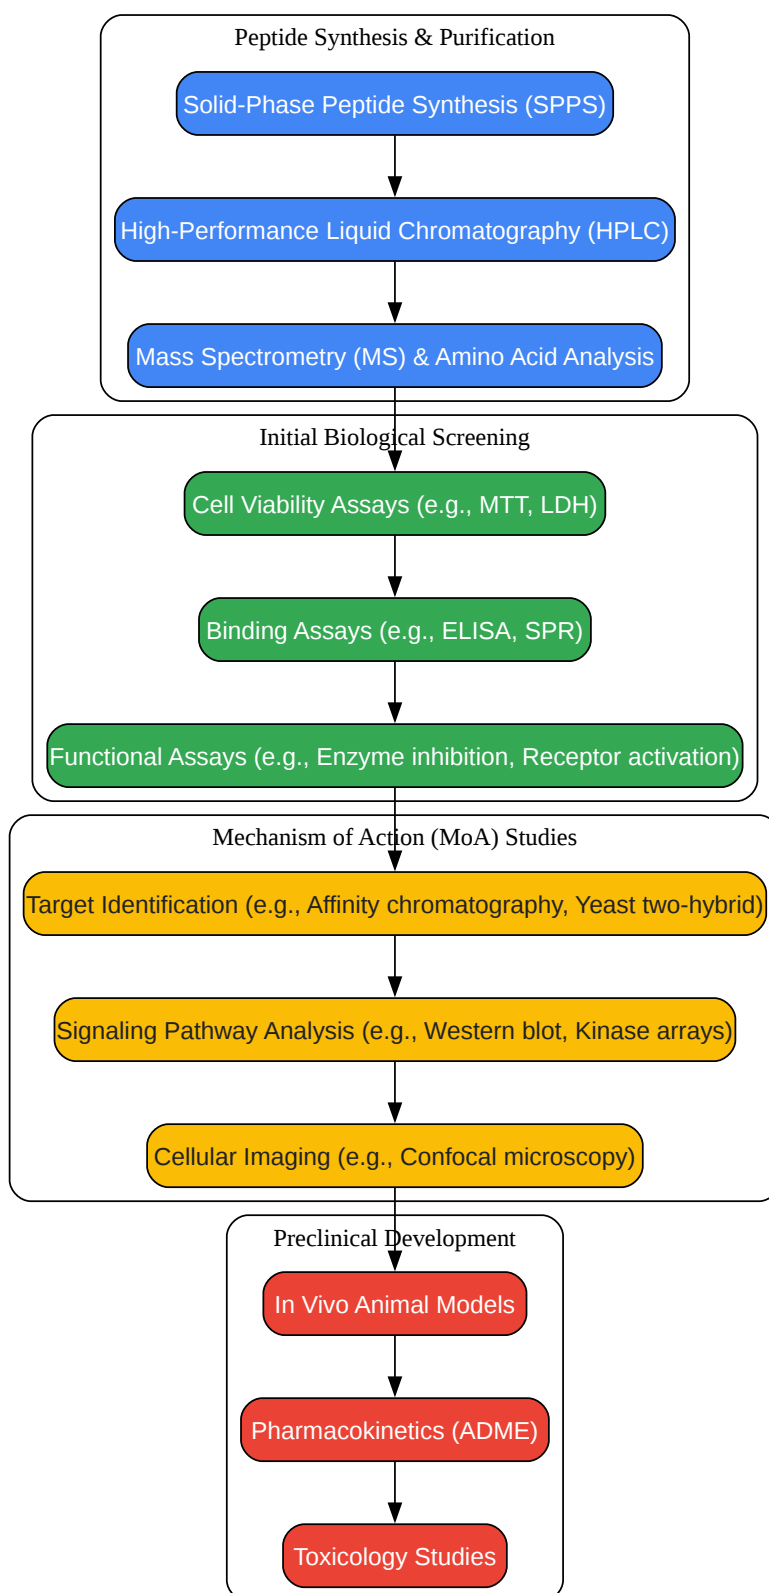 Peptide Synthesis & Purification
Solid-Phase Peptide Synthesis (SPPS)
High-Performance Liquid Chromatography (HPLC)
Mass Spectrometry (MS) & Amino Acid Analysis
Initial Biological Screening
Cell Viability Assays (e.g., MTT, LDH)
Binding Assays (e.g., ELISA, SPR)
Functional Assays (e.g., Enzyme inhibition, Receptor activation)
Mechanism of Action (MoA) Studies
Target Identification (e.g., Affinity chromatography, Yeast two-hybrid)
Signaling Pathway Analysis (e.g., Western blot, Kinase arrays)
Cellular Imaging (e.g., Confocal microscopy)
Preclinical Development
In Vivo Animal Models
Pharmacokinetics (ADME)
Toxicology Studies